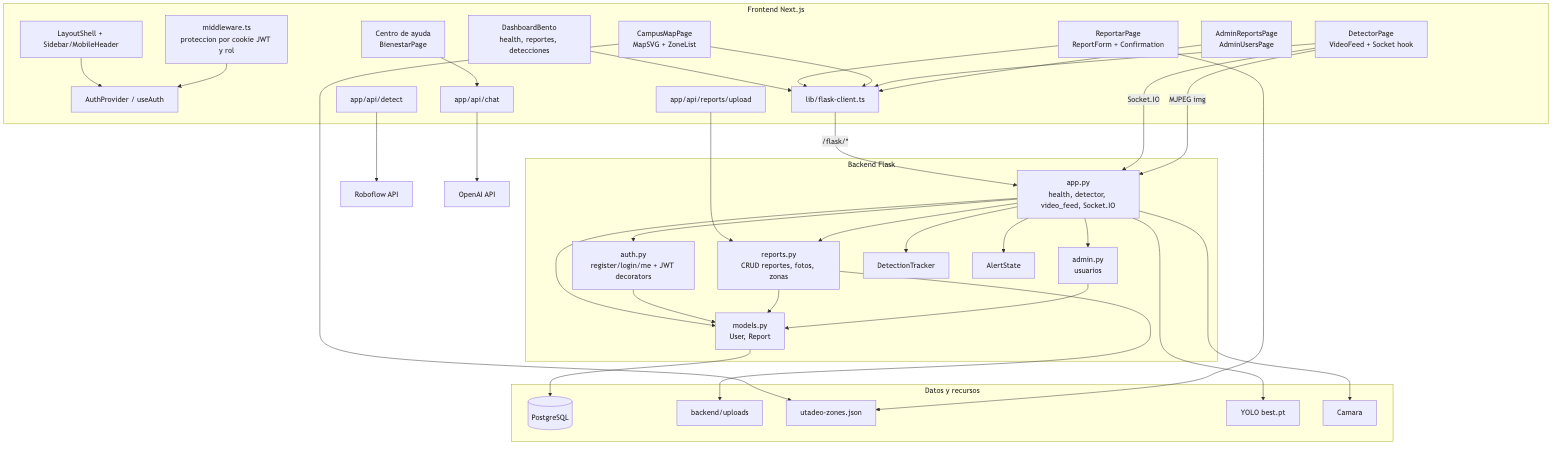 Frontend Next.js
LayoutShell +
Sidebar/MobileHeader
middleware.ts
proteccion por cookie JWT
y rol
Centro de ayuda
BienestarPage
DashboardBento
health, reportes,
detecciones
CampusMapPage
MapSVG + ZoneList
ReportarPage
ReportForm + Confirmation
AdminReportsPage
AdminUsersPage
DetectorPage
VideoFeed + Socket hook
AuthProvider / useAuth
app/api/detect
app/api/chat
app/api/reports/upload
lib/flask-client.ts
Socket.IO
MJPEG img
/flask/*
Roboflow API
OpenAI API
Backend Flask
app.py
health, detector,
video_feed, Socket.IO
auth.py
register/login/me + JWT
decorators
reports.py
CRUD reportes, fotos,
zonas
DetectionTracker
AlertState
admin.py
usuarios
models.py
User, Report
Datos y recursos
PostgreSQL
backend/uploads
utadeo-zones.json
YOLO best.pt
Camara